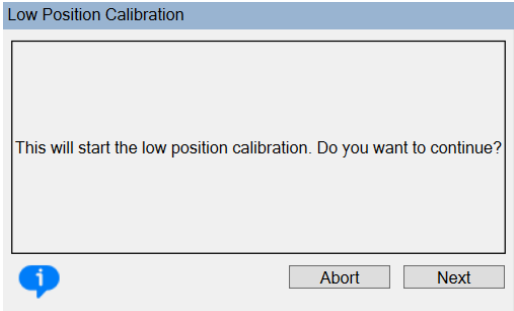 Low Position Calibration
This will start the low position calibration. Do you want to continue?
i
Abort
Next